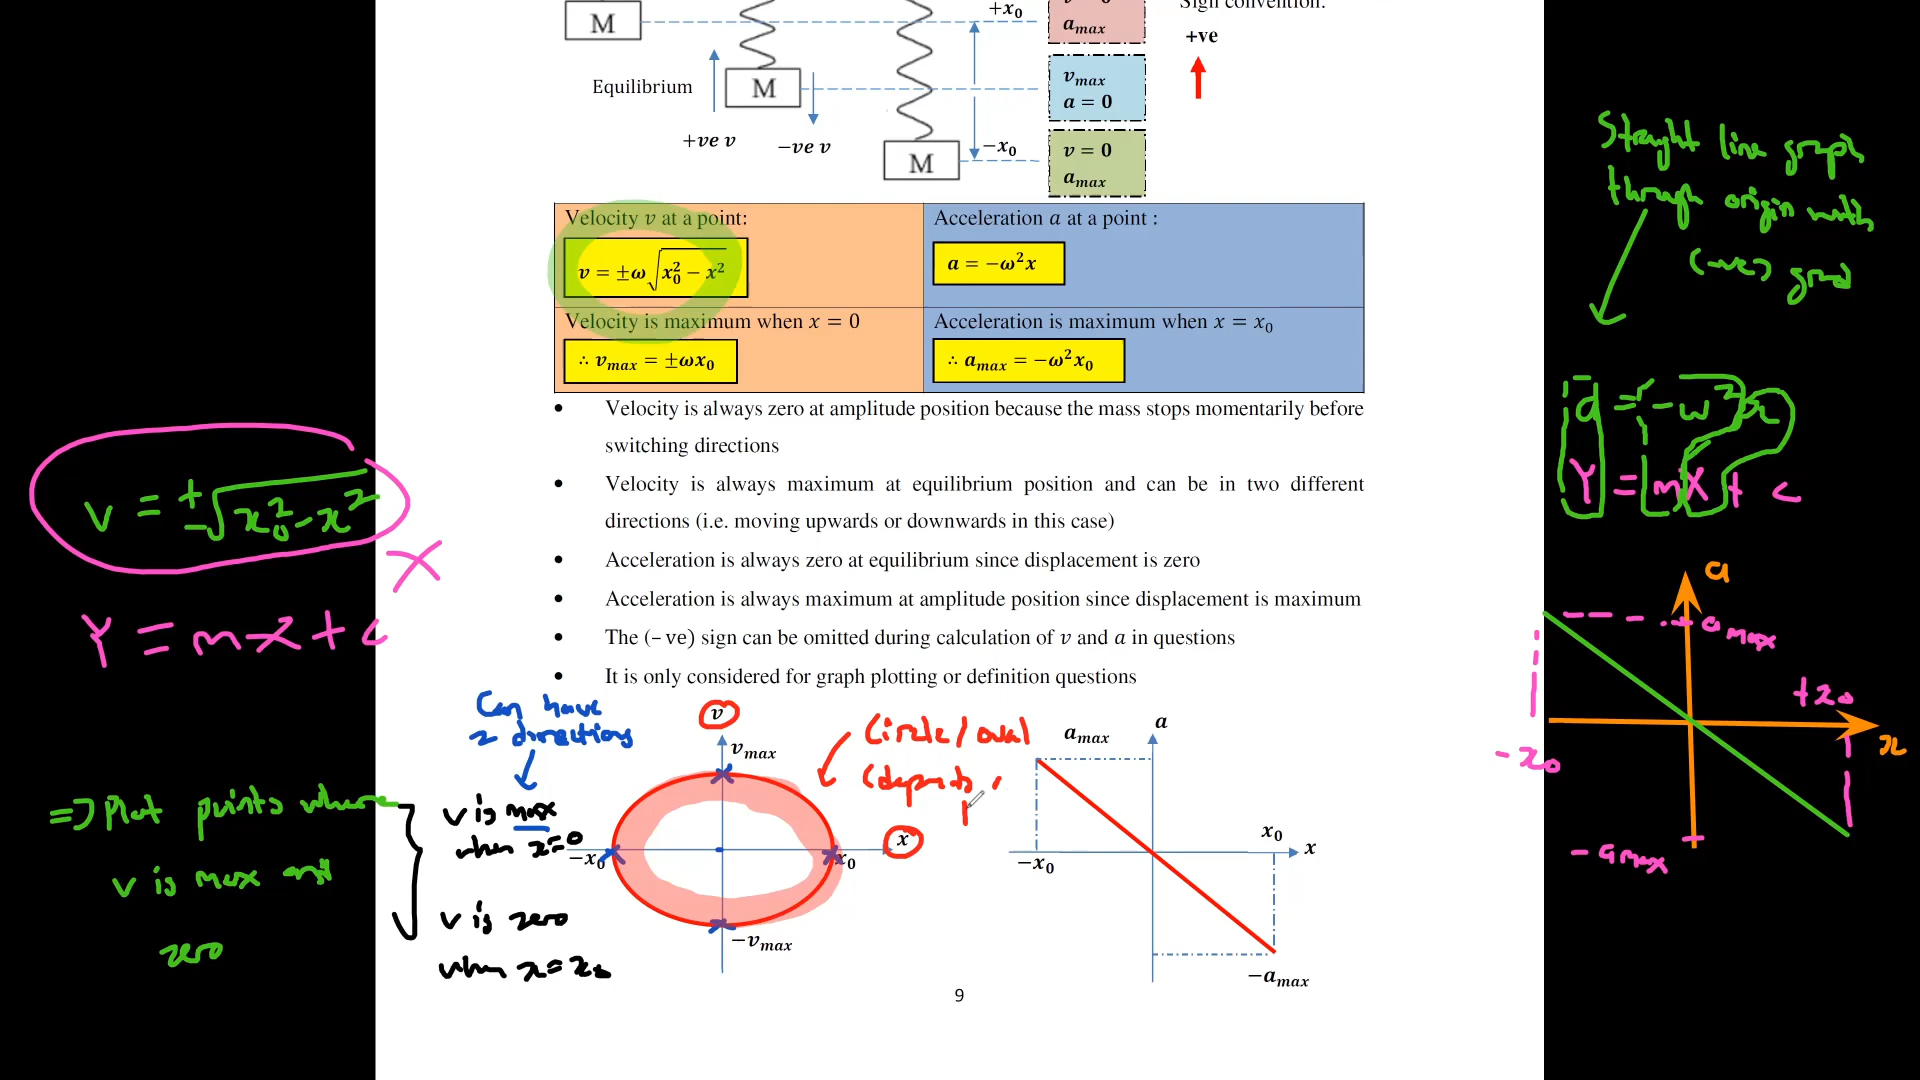 +x₀
Sign convention:
M
a_max
+ve
Equilibrium
M
v_max
a = 0
+ve v
−ve v
−x₀
v = 0
M
a_max
Velocity v at a point:
Acceleration a at a point :
v = ±ω√(x₀² − x²)
a = −ω²x
Velocity is maximum when x = 0
Acceleration is maximum when x = x₀
∴ v_max = ±ωx₀
∴ a_max = −ω²x₀
• Velocity is always zero at amplitude position because the mass stops momentarily before
switching directions
• Velocity is always maximum at equilibrium position and can be in two different
directions (i.e. moving upwards or downwards in this case)
• Acceleration is always zero at equilibrium since displacement is zero
• Acceleration is always maximum at amplitude position since displacement is maximum
• The (−ve) sign can be omitted during calculation of v and a in questions
• It is only considered for graph plotting or definition questions
v = ±√(x₀² − x²)
Y = mx + c
=> Plot points where
v is max and
zero
Can have
2 directions
v is max
when x=0
v is zero
when x = x₀
v
v_max
−x₀
x₀
x
−v_max
Circle/oval
(depends
a
a_max
x₀
−x₀
x
−a_max
9
Straight line graph
through origin with
(-ve) grad
a = -ω²x
Y = mX + c
a
a max
+x₀
x
-x₀
-a max